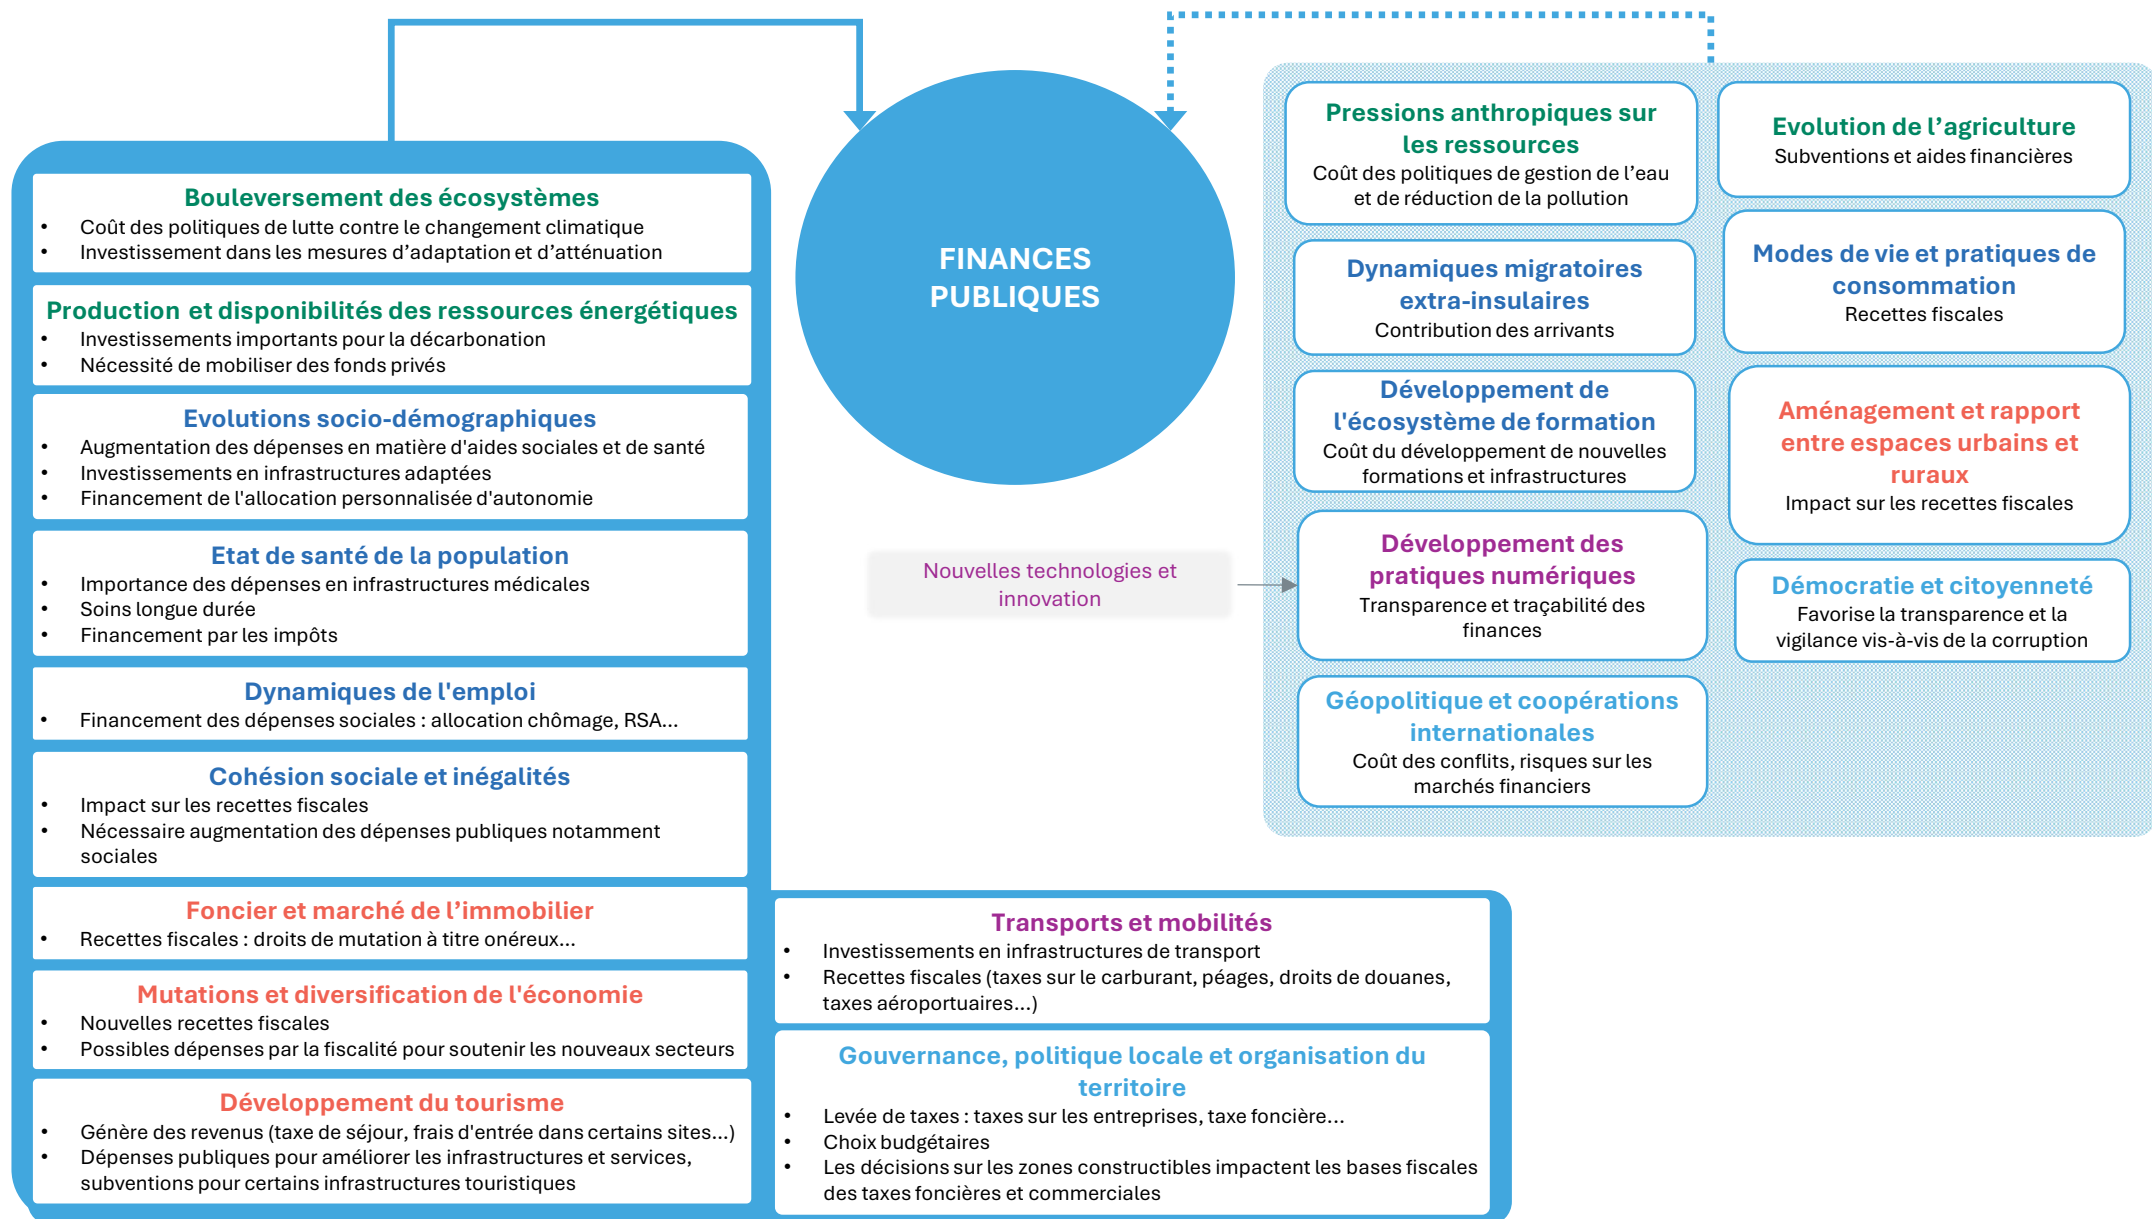 FINANCES
PUBLIQUES
Bouleversement des écosystèmes
• Coût des politiques de lutte contre le changement climatique
• Investissement dans les mesures d’adaptation et d’atténuation
Production et disponibilités des ressources énergétiques
• Investissements importants pour la décarbonation
• Nécessité de mobiliser des fonds privés
Evolutions socio-démographiques
• Augmentation des dépenses en matière d'aides sociales et de santé
• Investissements en infrastructures adaptées
• Financement de l'allocation personnalisée d'autonomie
Etat de santé de la population
• Importance des dépenses en infrastructures médicales
• Soins longue durée
• Financement par les impôts
Dynamiques de l'emploi
• Financement des dépenses sociales : allocation chômage, RSA...
Cohésion sociale et inégalités
• Impact sur les recettes fiscales
• Nécessaire augmentation des dépenses publiques notamment
sociales
Foncier et marché de l’immobilier
• Recettes fiscales : droits de mutation à titre onéreux...
Mutations et diversification de l'économie
• Nouvelles recettes fiscales
• Possibles dépenses par la fiscalité pour soutenir les nouveaux secteurs
Développement du tourisme
• Génère des revenus (taxe de séjour, frais d'entrée dans certains sites...)
• Dépenses publiques pour améliorer les infrastructures et services,
subventions pour certains infrastructures touristiques
Transports et mobilités
• Investissements en infrastructures de transport
• Recettes fiscales (taxes sur le carburant, péages, droits de douanes,
taxes aéroportuaires...)
Gouvernance, politique locale et organisation du
territoire
• Levée de taxes : taxes sur les entreprises, taxe foncière...
• Choix budgétaires
• Les décisions sur les zones constructibles impactent les bases fiscales
des taxes foncières et commerciales
Nouvelles technologies et
innovation
Pressions anthropiques sur
les ressources
Coût des politiques de gestion de l’eau
et de réduction de la pollution
Dynamiques migratoires
extra-insulaires
Contribution des arrivants
Développement de
l'écosystème de formation
Coût du développement de nouvelles
formations et infrastructures
Développement des
pratiques numériques
Transparence et traçabilité des
finances
Géopolitique et coopérations
internationales
Coût des conflits, risques sur les
marchés financiers
Evolution de l’agriculture
Subventions et aides financières
Modes de vie et pratiques de
consommation
Recettes fiscales
Aménagement et rapport
entre espaces urbains et
ruraux
Impact sur les recettes fiscales
Démocratie et citoyenneté
Favorise la transparence et la
vigilance vis-à-vis de la corruption